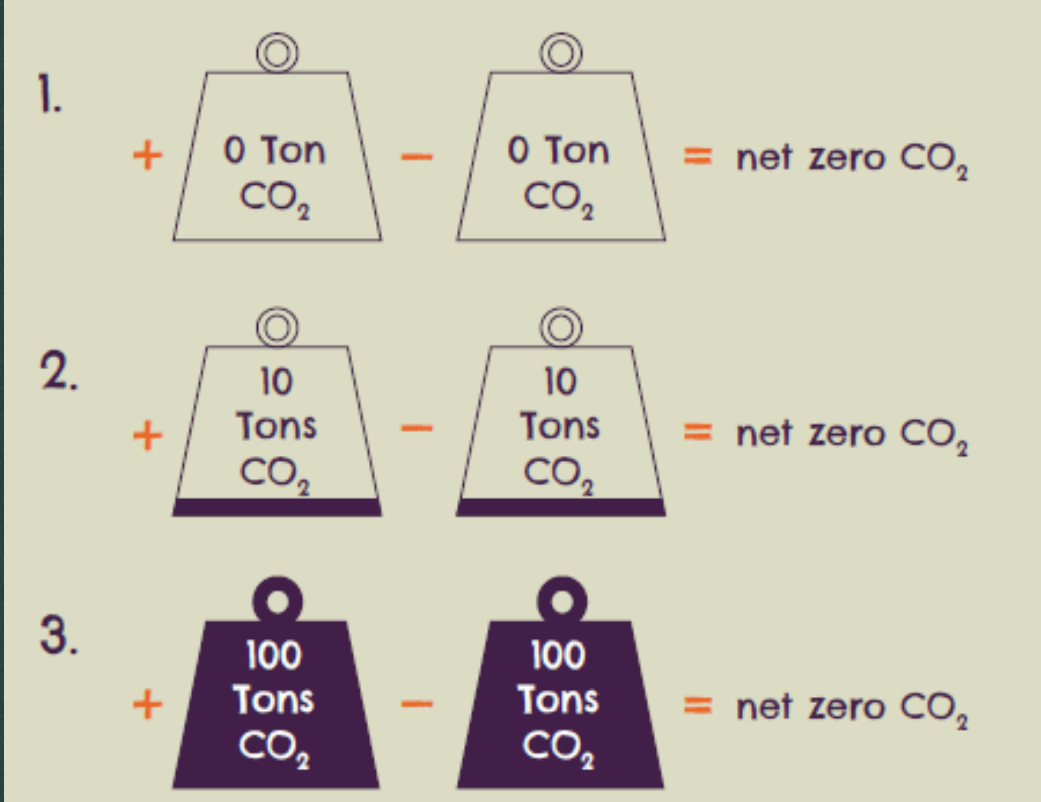 1.
+ 0 Ton CO₂ − 0 Ton CO₂ = net zero CO₂
2.
+ 10 Tons CO₂ − 10 Tons CO₂ = net zero CO₂
3.
+ 100 Tons CO₂ − 100 Tons CO₂ = net zero CO₂